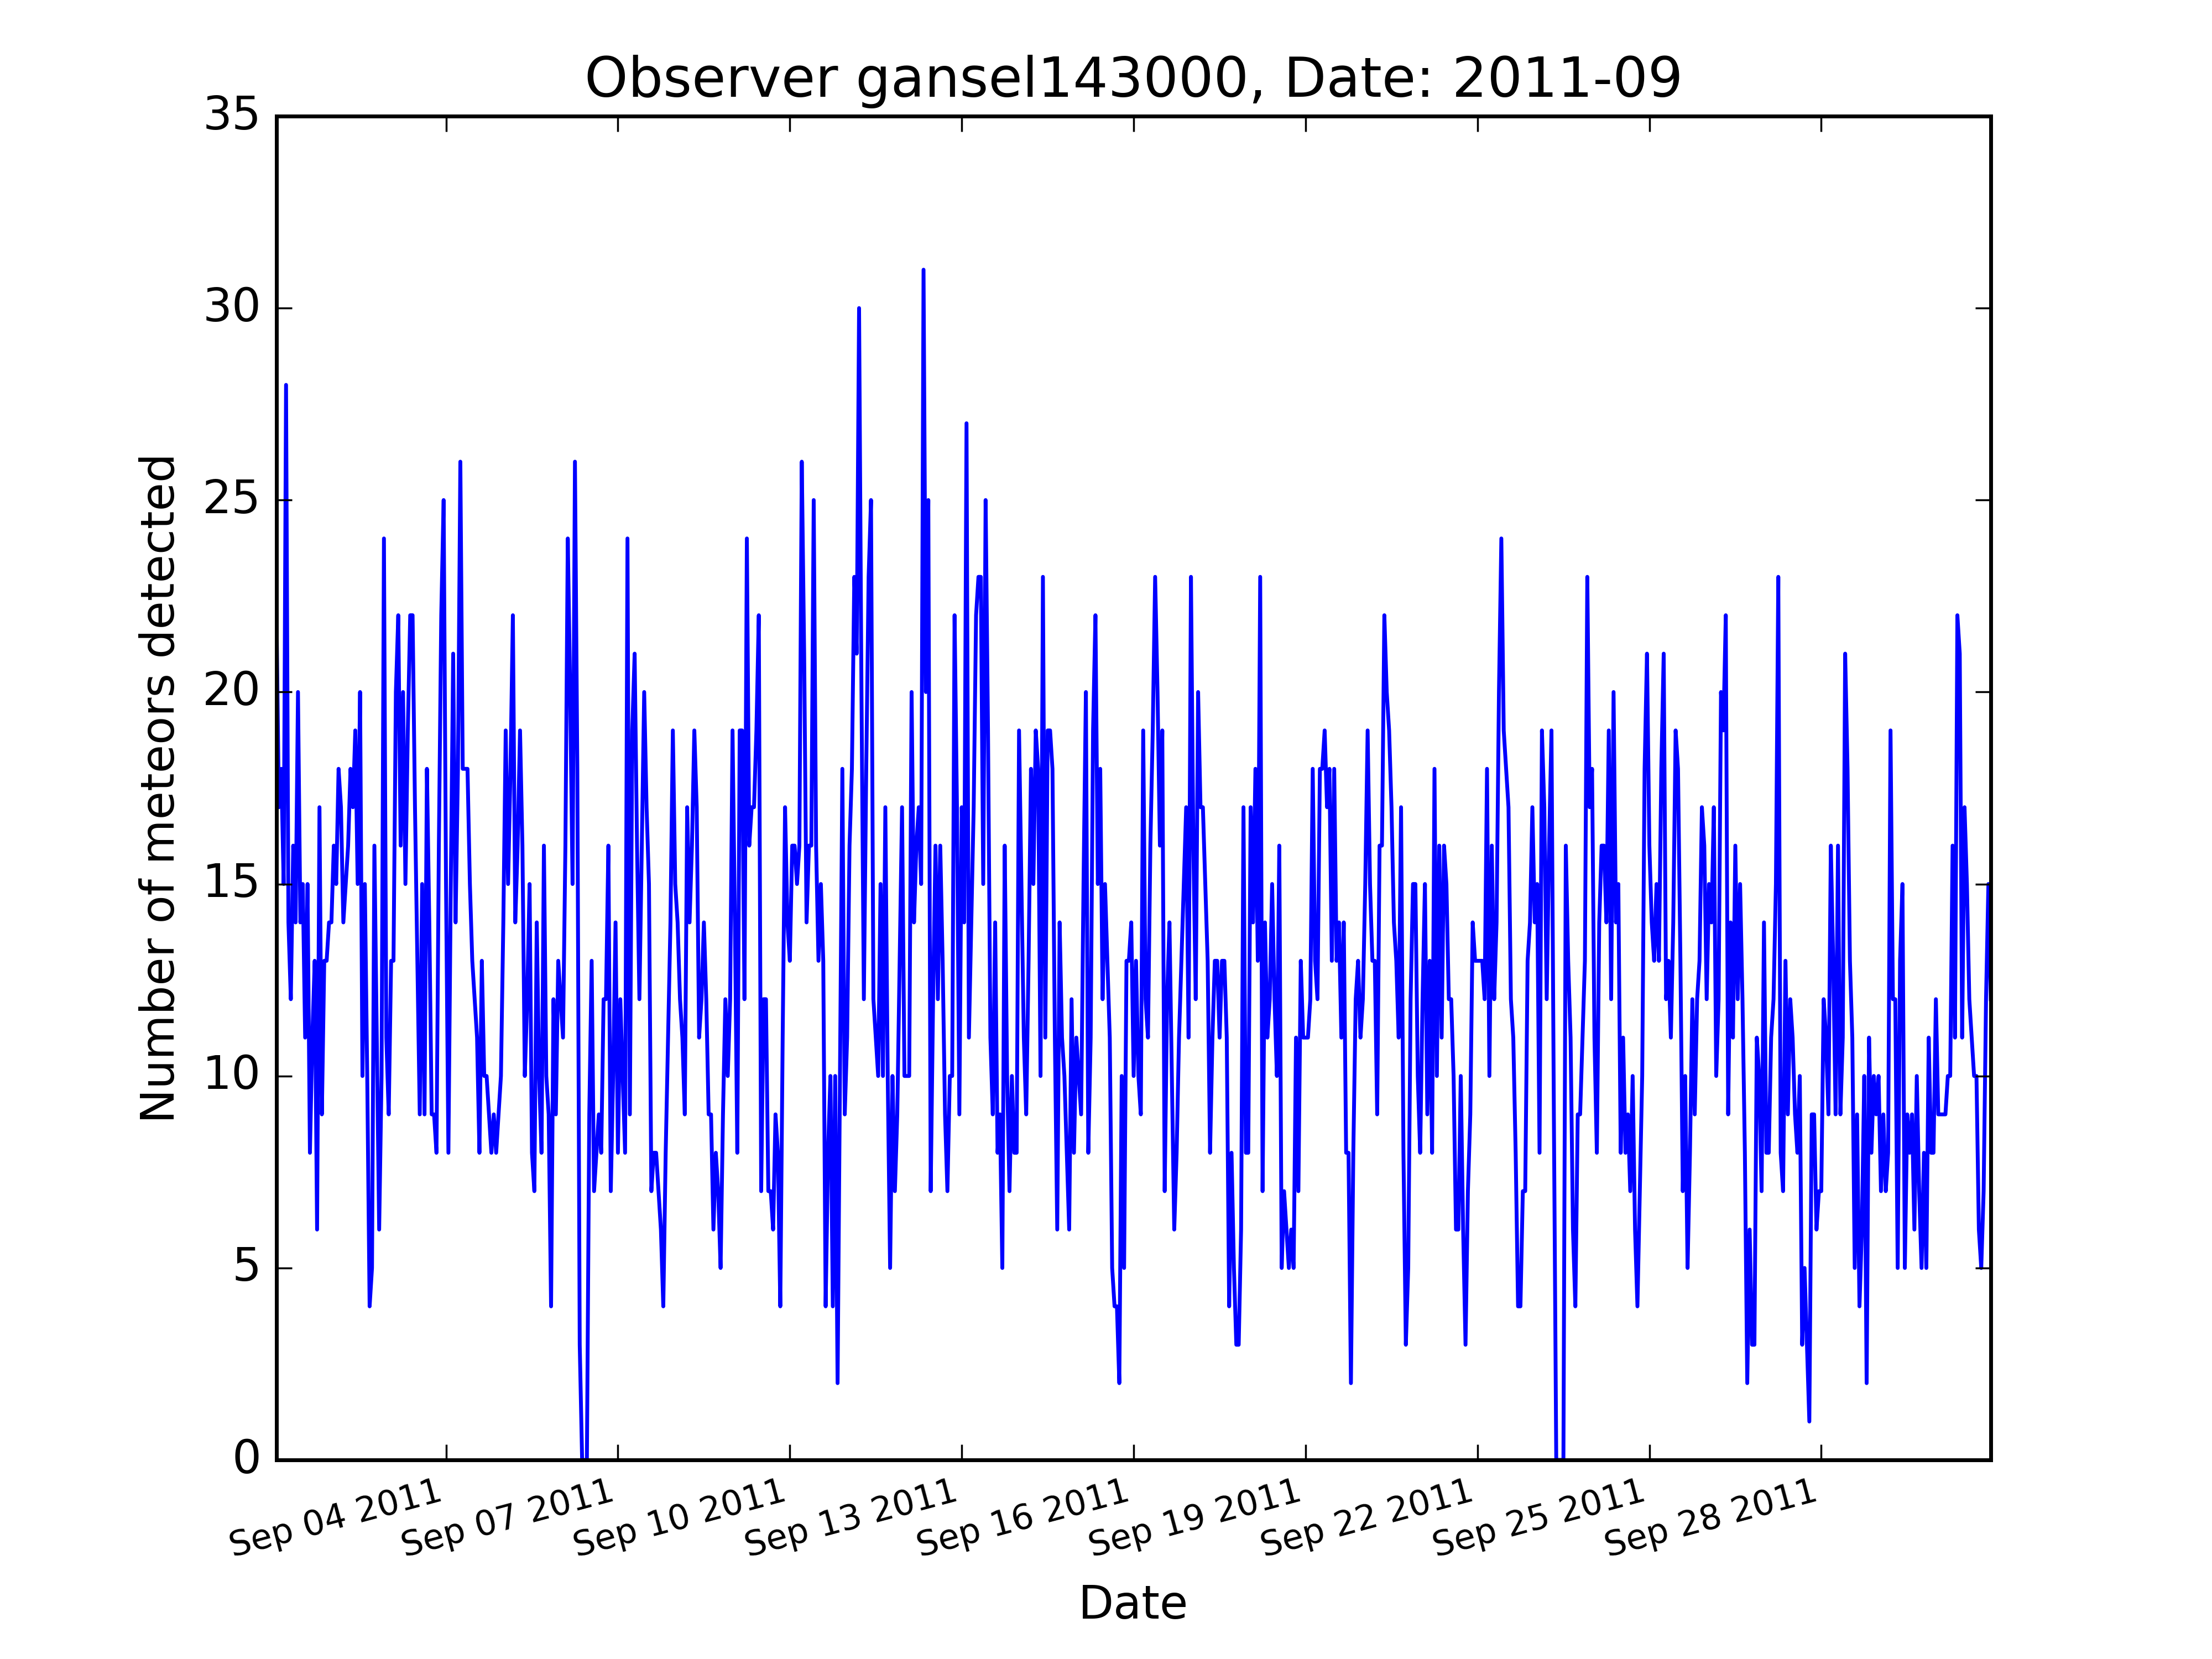 Observer gansel143000, Date: 2011-09
35
30
25
20
15
10
5
0
Number of meteors detected
Sep 04 2011
Sep 07 2011
Sep 10 2011
Sep 13 2011
Sep 16 2011
Sep 19 2011
Sep 22 2011
Sep 25 2011
Sep 28 2011
Date